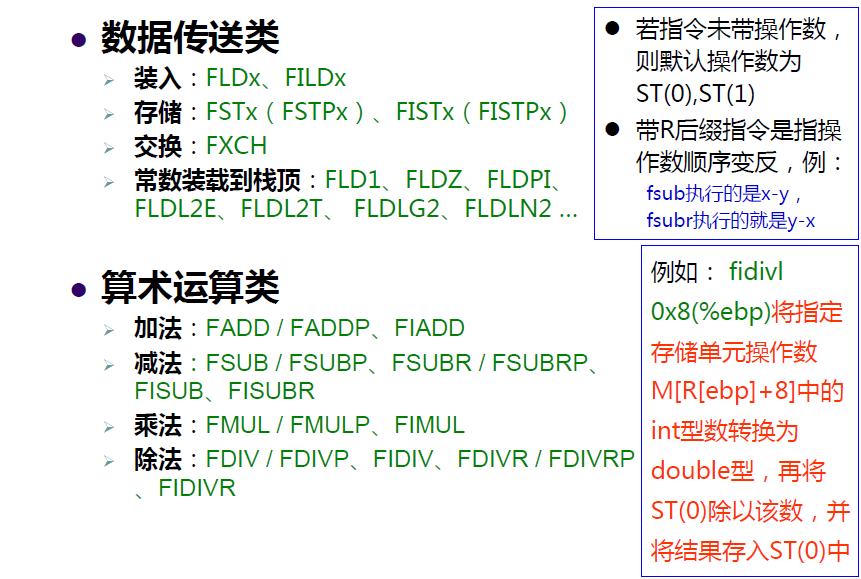 ● 数据传送类
➢ 装入：FLDx、FILDx
➢ 存储：FSTx（FSTPx）、FISTx（FISTPx）
➢ 交换：FXCH
➢ 常数装载到栈顶：FLD1、FLDZ、FLDPI、
FLDL2E、FLDL2T、 FLDLG2、FLDLN2 ...
● 算术运算类
➢ 加法：FADD / FADDP、FIADD
➢ 减法：FSUB / FSUBP、FSUBR / FSUBRP、
FISUB、FISUBR
➢ 乘法：FMUL / FMULP、FIMUL
➢ 除法：FDIV / FDIVP、FIDIV、FDIVR / FDIVRP
、FIDIVR
● 若指令未带操作数，
则默认操作数为
ST(0),ST(1)
● 带R后缀指令是指操
作数顺序变反，例：
fsub执行的是x-y，
fsubr执行的就是y-x
例如： fidivl
0x8(%ebp)将指定
存储单元操作数
M[R[ebp]+8]中的
int型数转换为
double型，再将
ST(0)除以该数，并
将结果存入ST(0)中